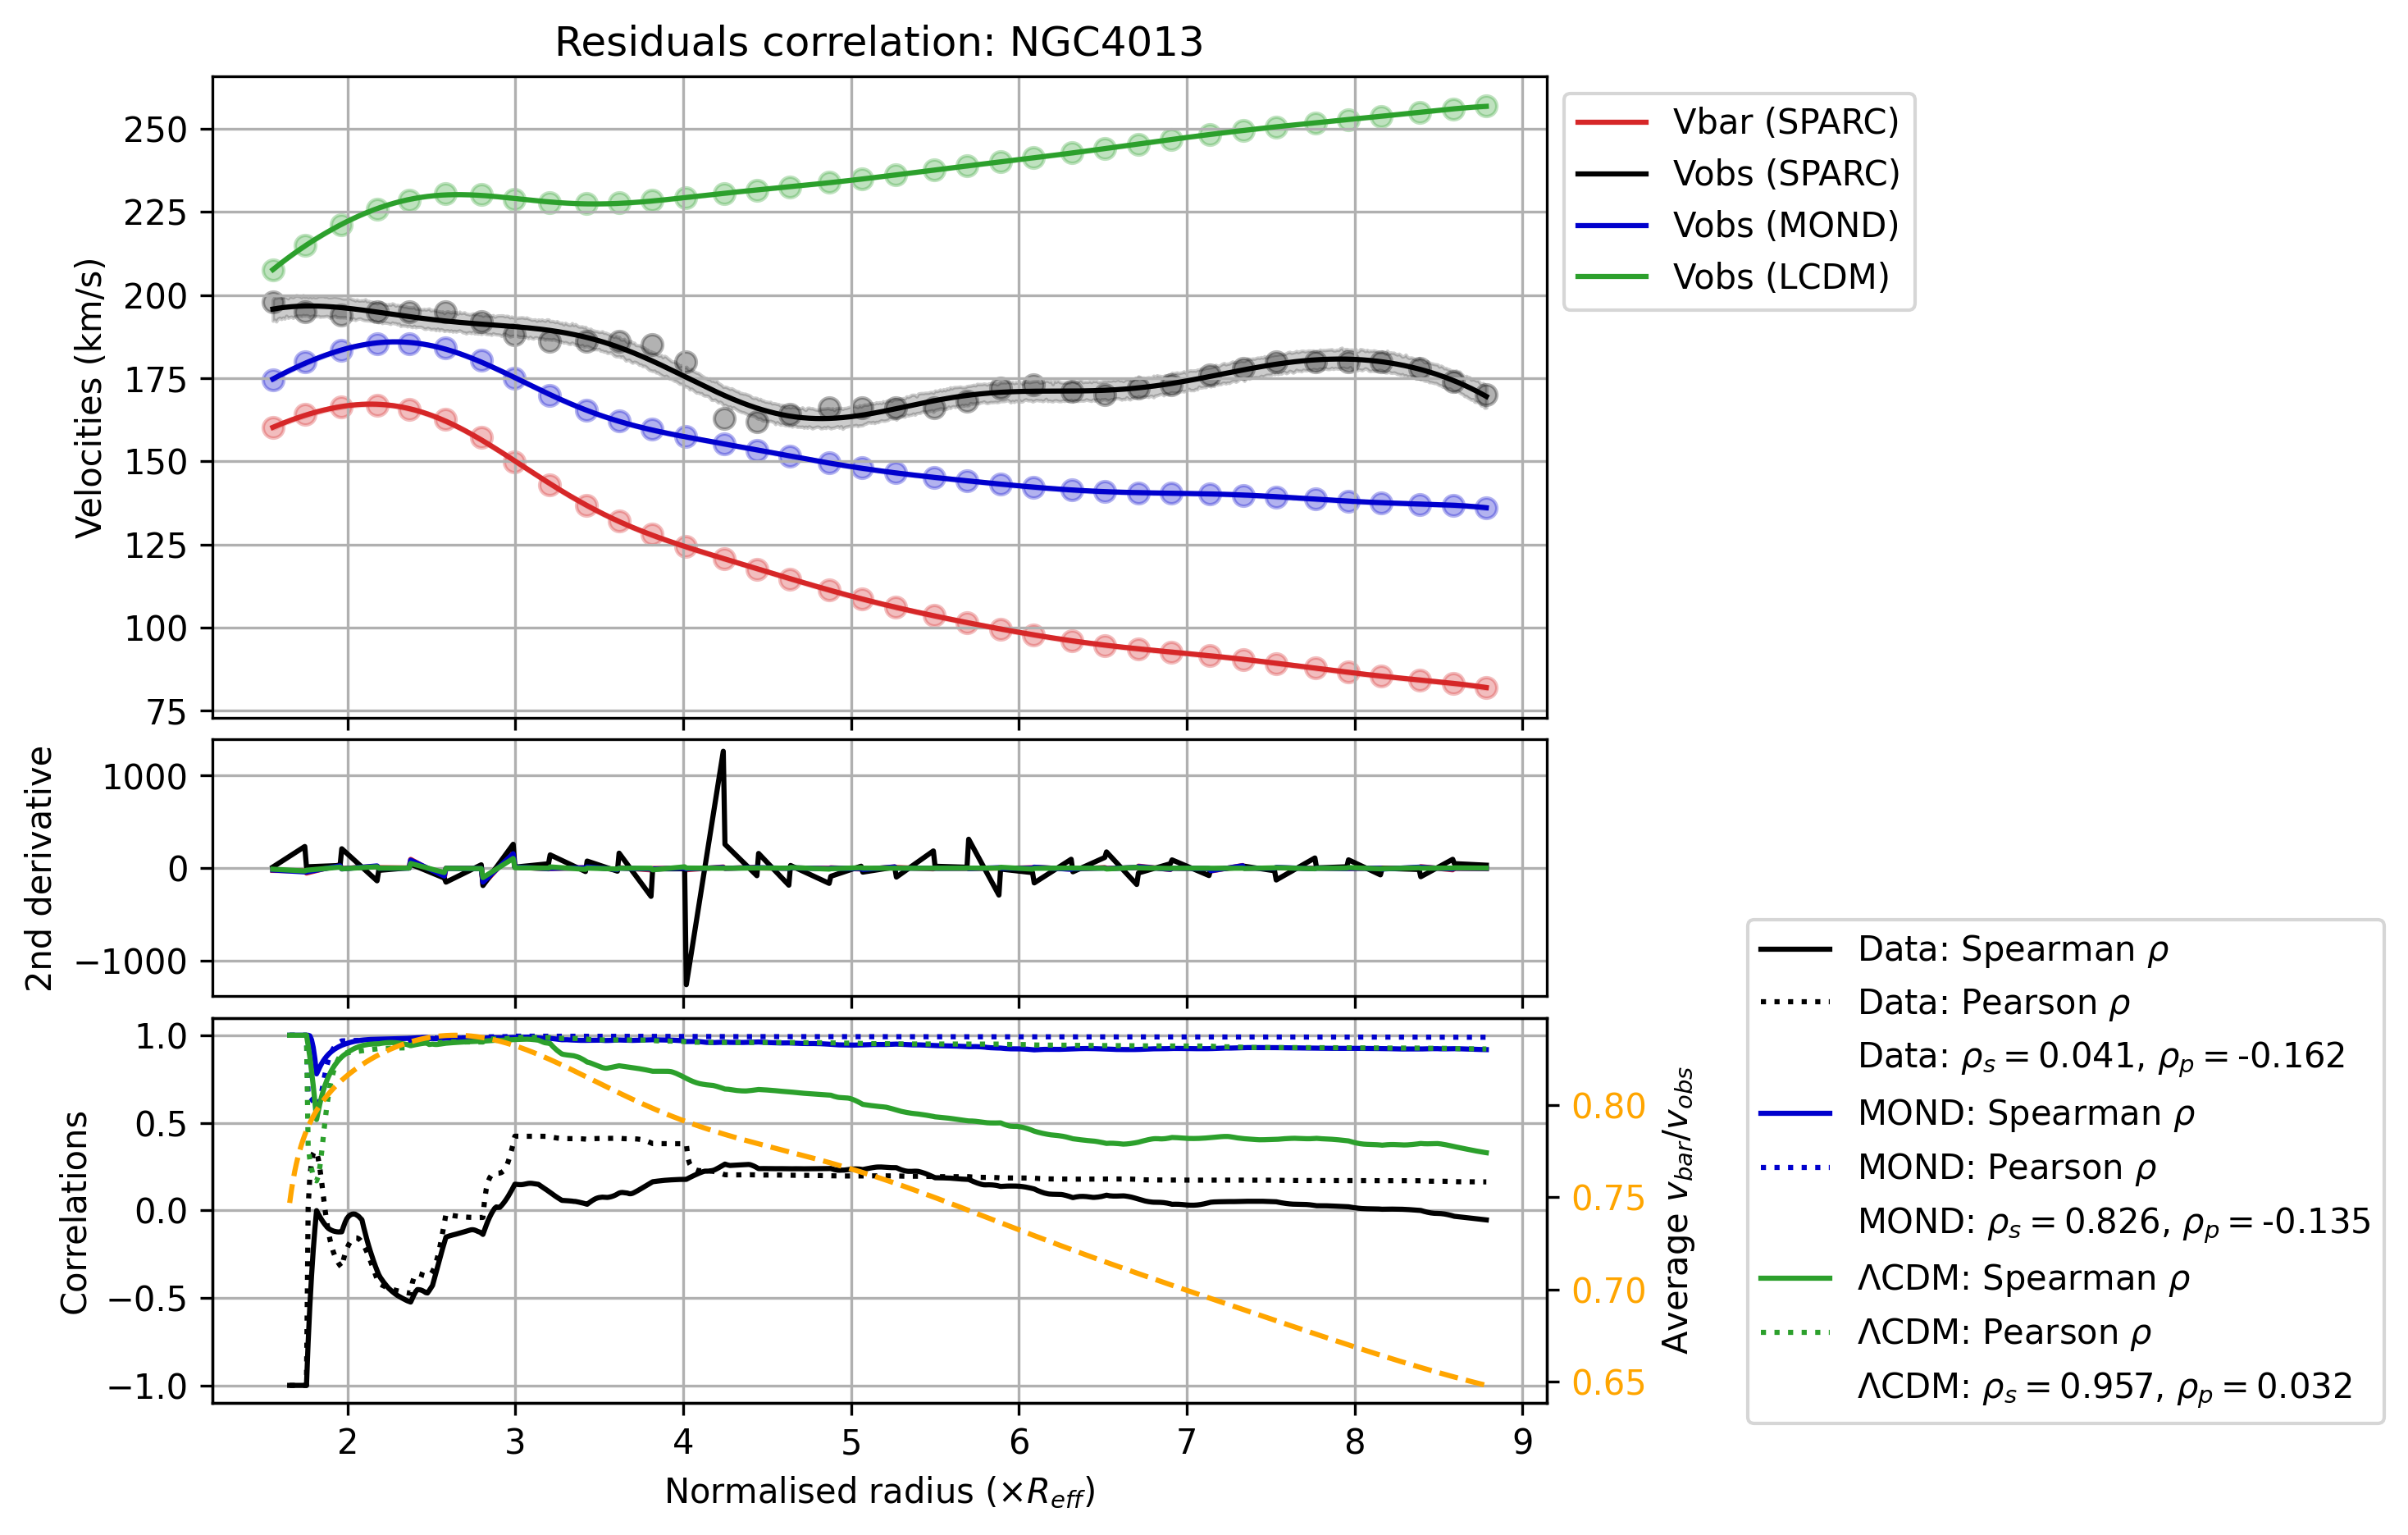 Residuals correlation: NGC4013
Velocities (km/s)
250
225
200
175
150
125
100
75
Vbar (SPARC)
Vobs (SPARC)
Vobs (MOND)
Vobs (LCDM)
2nd derivative
1000
0
−1000
Correlations
1.0
0.5
0.0
−0.5
−1.0
0.80
0.75
0.70
0.65
Average v_bar/v_obs
2 3 4 5 6 7 8 9
Normalised radius (×R_eff)
Data: Spearman ρ
Data: Pearson ρ
Data: ρ_s = 0.041, ρ_p = -0.162
MOND: Spearman ρ
MOND: Pearson ρ
MOND: ρ_s = 0.826, ρ_p = -0.135
ΛCDM: Spearman ρ
ΛCDM: Pearson ρ
ΛCDM: ρ_s = 0.957, ρ_p = 0.032